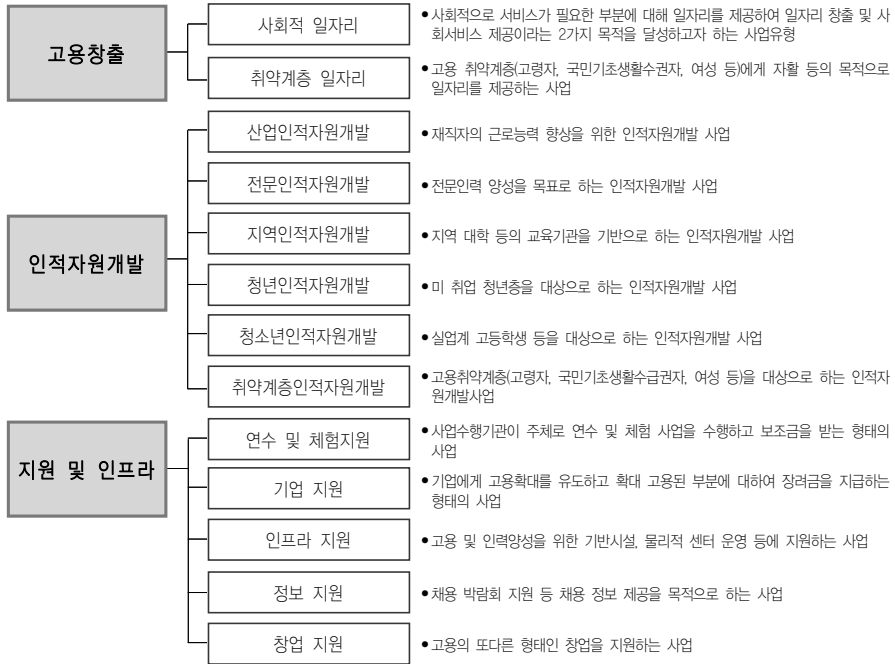 고용창출
사회적 일자리
• 사회적으로 서비스가 필요한 부분에 대해 일자리를 제공하여 일자리 창출 및 사
회서비스 제공이라는 2가지 목적을 달성하고자 하는 사업유형
취약계층 일자리
• 고용 취약계층(고령자, 국민기초생활수권자, 여성 등)에게 자활 등의 목적으로
일자리를 제공하는 사업
인적자원개발
산업인적자원개발
• 재직자의 근로능력 향상을 위한 인적자원개발 사업
전문인적자원개발
• 전문인력 양성을 목표로 하는 인적자원개발 사업
지역인적자원개발
• 지역 대학 등의 교육기관을 기반으로 하는 인적자원개발 사업
청년인적자원개발
• 미 취업 청년층을 대상으로 하는 인적자원개발 사업
청소년인적자원개발
• 실업계 고등학생 등을 대상으로 하는 인적자원개발 사업
취약계층인적자원개발
• 고용취약계층(고령자, 국민기초생활수급권자, 여성 등)을 대상으로 하는 인적자
원개발사업
지원 및 인프라
연수 및 체험지원
• 사업수행기관이 주체로 연수 및 체험 사업을 수행하고 보조금을 받는 형태의
사업
기업 지원
• 기업에게 고용확대를 유도하고 확대 고용된 부분에 대하여 장려금을 지급하는
형태의 사업
인프라 지원
• 고용 및 인력양성을 위한 기반시설, 물리적 센터 운영 등에 지원하는 사업
정보 지원
• 채용 박람회 지원 등 채용 정보 제공을 목적으로 하는 사업
창업 지원
• 고용의 또다른 형태인 창업을 지원하는 사업